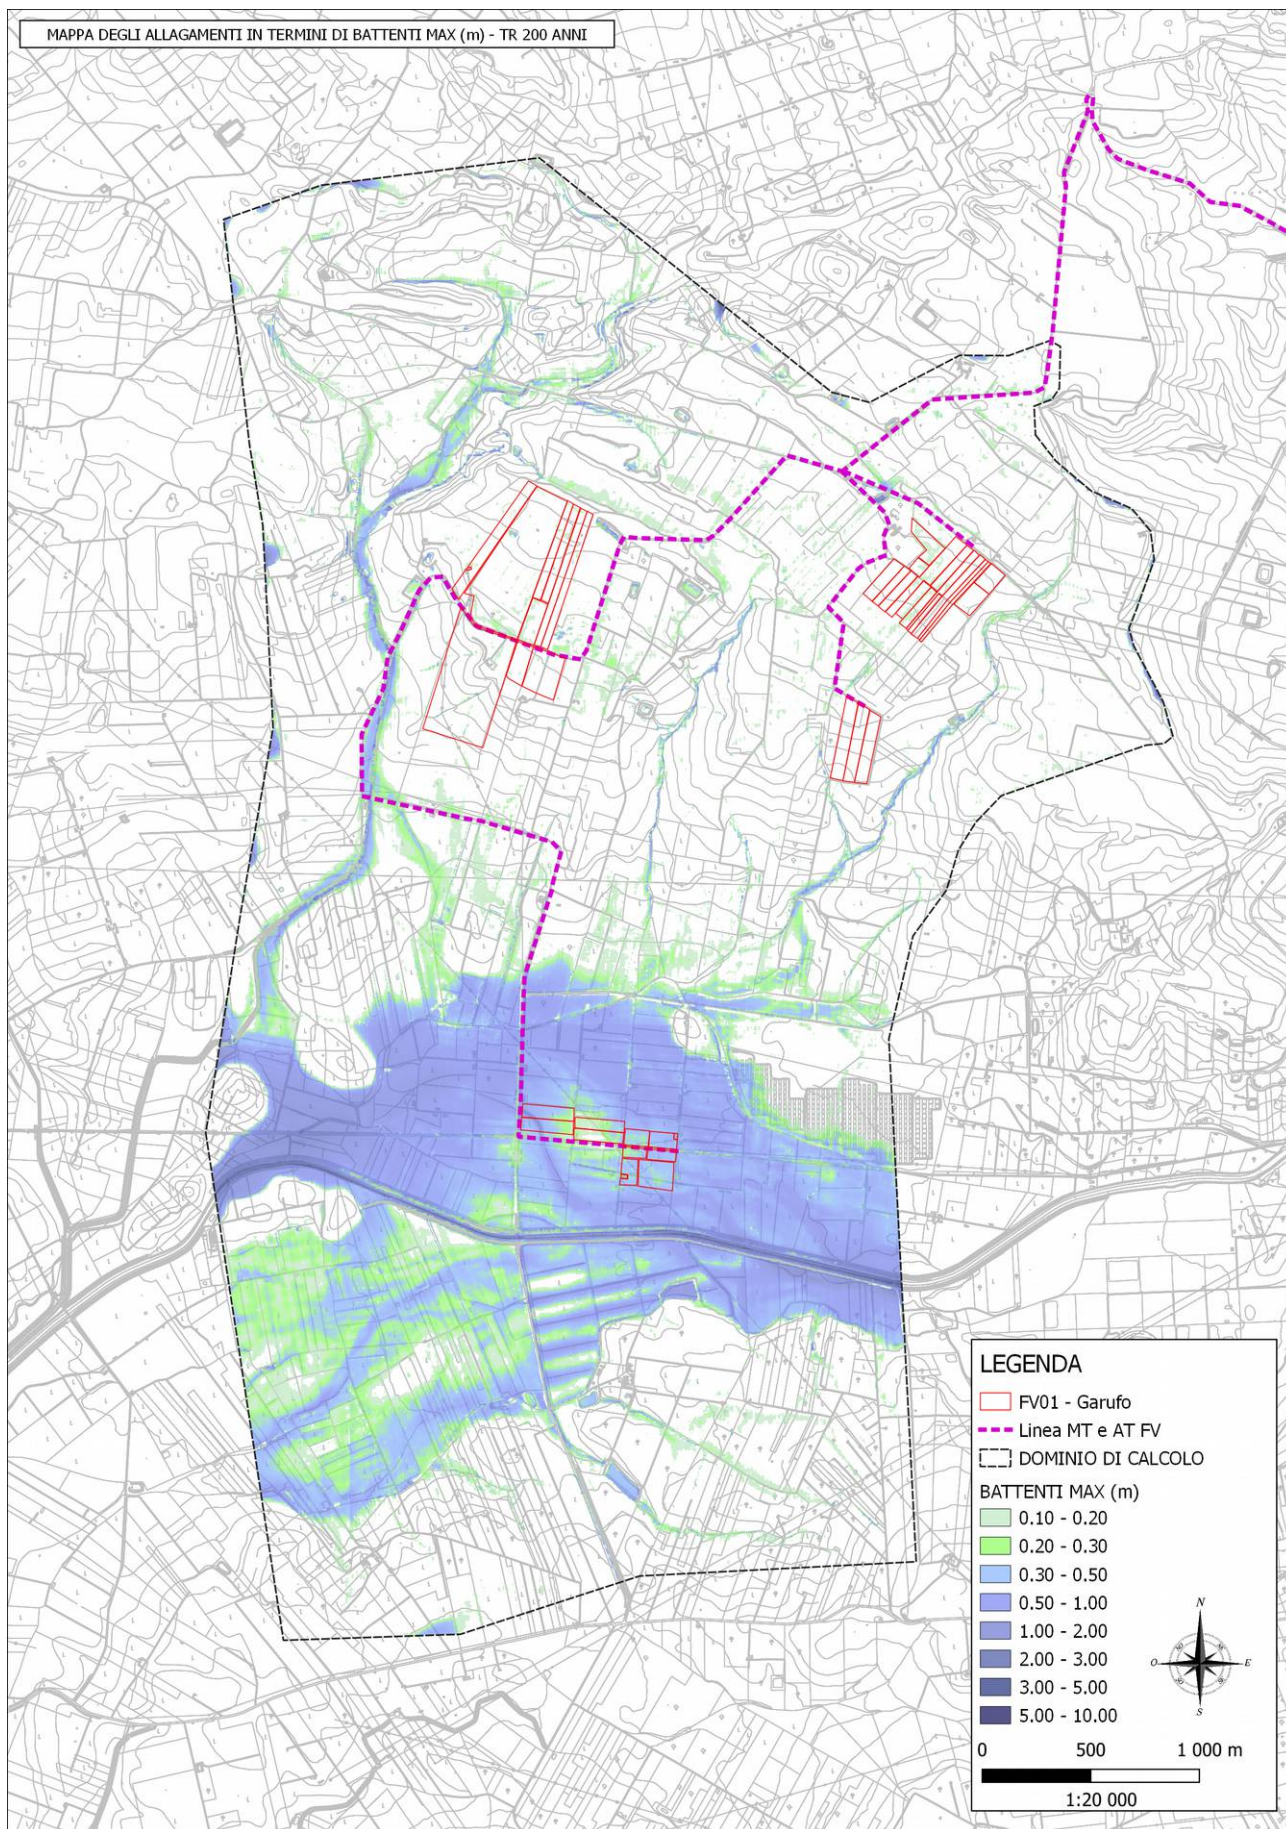 MAPPA DEGLI ALLAGAMENTI IN TERMINI DI BATTENTI MAX (m) - TR 200 ANNI
LEGENDA
FV01 - Garufo
Linea MT e AT FV
DOMINIO DI CALCOLO
BATTENTI MAX (m)
0.10 - 0.20
0.20 - 0.30
0.30 - 0.50
0.50 - 1.00
1.00 - 2.00
2.00 - 3.00
3.00 - 5.00
5.00 - 10.00
N
O E
S
0 500 1 000 m
1:20 000